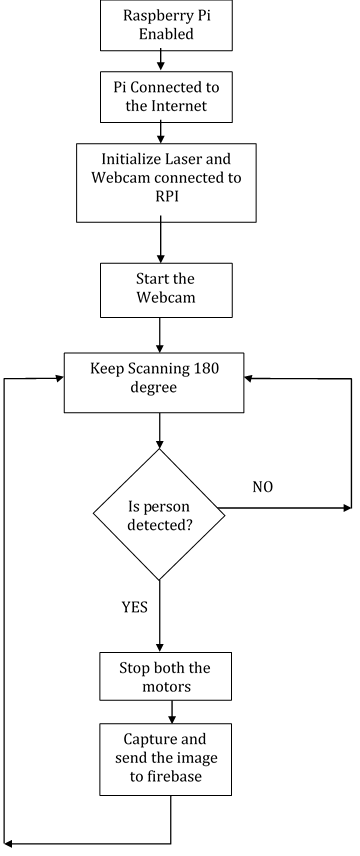 Raspberry Pi
Enabled
Pi Connected to
the Internet
Initialize Laser and
Webcam connected to
RPI
Start the
Webcam
Keep Scanning 180
degree
Is person
detected?
NO
YES
Stop both the
motors
Capture and
send the image
to firebase